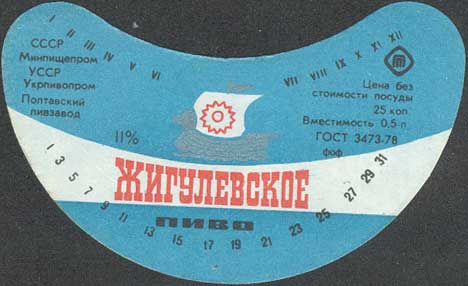 I II III IV V VI VII VIII IX X XI XII
СССР
Минпищепром
УССР
Укрпивопром
Полтавский
пивзавод
Цена без
стоимости посуды
25 коп.
Вместимость 0,5 л.
ГОСТ 3473-78
11%
ЖИГУЛЕВСКОЕ
ПИВО
1 3 5 7 9 11 13 15 17 19 21 23 25 27 29 31